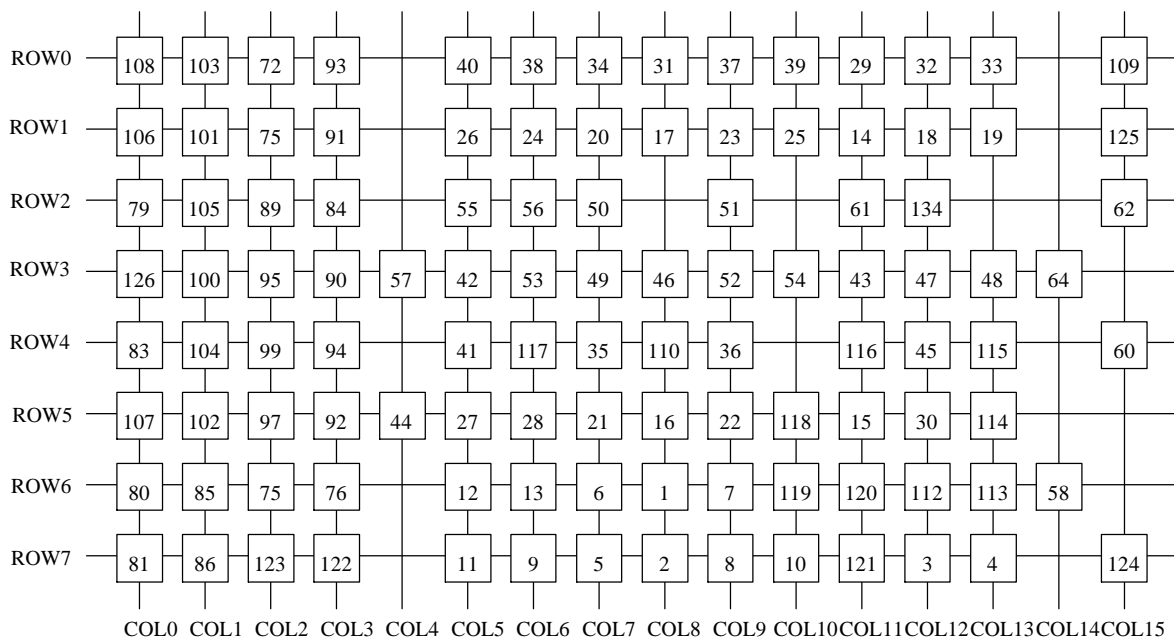 ROW0 108 103 72 93 40 38 34 31 37 39 29 32 33 109
ROW1 106 101 75 91 26 24 20 17 23 25 14 18 19 125
ROW2 79 105 89 84 55 56 50 51 61 134 62
ROW3 126 100 95 90 57 42 53 49 46 52 54 43 47 48 64
ROW4 83 104 99 94 41 117 35 110 36 116 45 115 60
ROW5 107 102 97 92 44 27 28 21 16 22 118 15 30 114
ROW6 80 85 75 76 12 13 6 1 7 119 120 112 113 58
ROW7 81 86 123 122 11 9 5 2 8 10 121 3 4 124
COL0 COL1 COL2 COL3 COL4 COL5 COL6 COL7 COL8 COL9 COL10 COL11 COL12 COL13 COL14 COL15